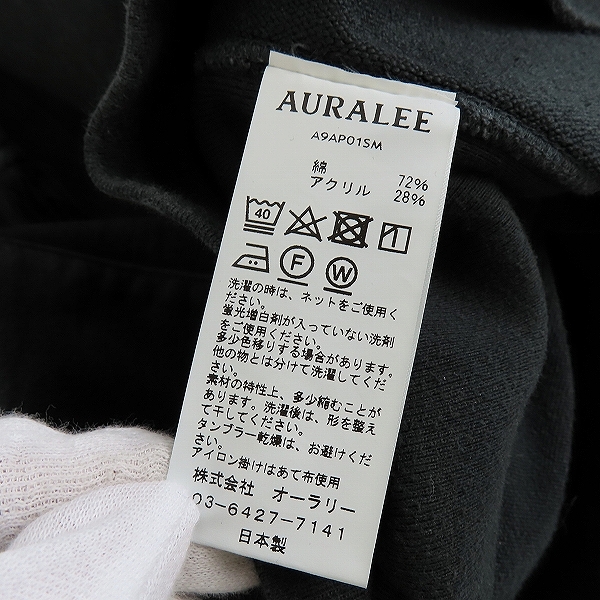 AURALEE
A9AP01SM
綿 72%
アクリル 28%
40
F W
洗濯の時は、ネットをご使用く
ださい。
蛍光増白剤が入っていない洗剤
をご使用ください。
多少色移りする場合があります。
他の物とは分けて洗濯してくだ
さい。
素材の特性上、多少縮むことが
あります。洗濯後は、形を整え
て干してください。
タンブラー乾燥は、お避けくだ
さい。
アイロン掛けはあて布使用
株式会社 オーラリー
03-6427-7141
日本製